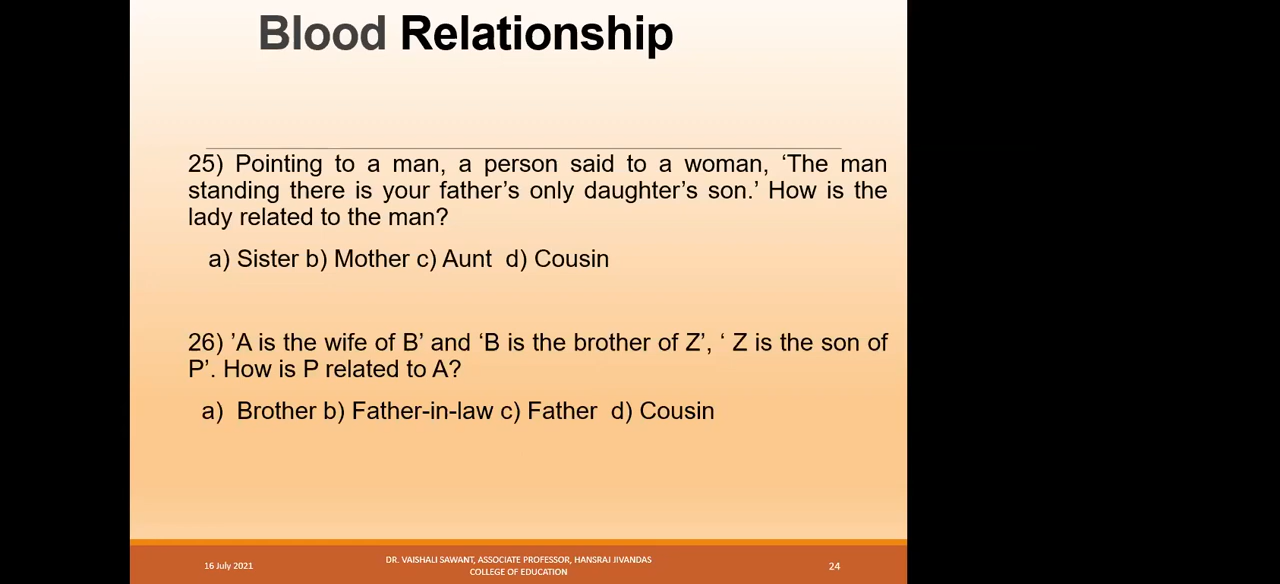 Blood Relationship
25) Pointing to a man, a person said to a woman, ‘The man
standing there is your father’s only daughter’s son.’ How is the
lady related to the man?
a) Sister b) Mother c) Aunt d) Cousin
26) ’A is the wife of B’ and ‘B is the brother of Z’, ‘ Z is the son of
P’. How is P related to A?
a) Brother b) Father-in-law c) Father d) Cousin
16 July 2021
DR. VAISHALI SAWANT, ASSOCIATE PROFESSOR, HANSRAJ JIVANDAS
COLLEGE OF EDUCATION
24